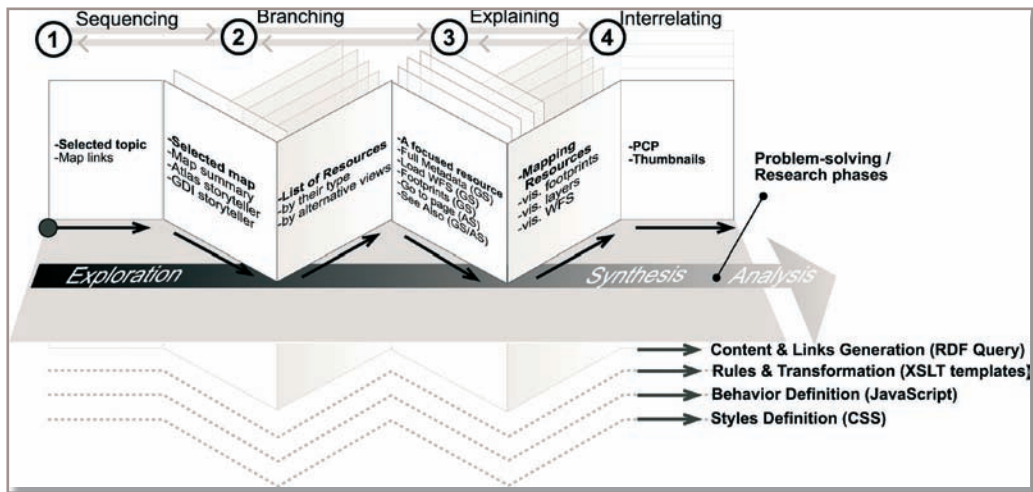 Sequencing
Branching
Explaining
Interrelating
1
2
3
4
-Selected topic
-Map links
-Selected map
-Map summary
-Atlas storyteller
-GDI storyteller
-List of Resources
-by their type
-by alternative views
-A focused resource
-Full Metadata (GS)
-Load WFS (GS)
-Footprints (GS)
-Go to page (AS)
-See Also (GS/AS)
-Mapping
Resources
-vis. footprints
-vis. layers
-vis. WFS
-PCP
-Thumbnails
Problem-solving /
Research phases
Exploration
Synthesis
Analysis
Content & Links Generation (RDF Query)
Rules & Transformation (XSLT templates)
Behavior Definition (JavaScript)
Styles Definition (CSS)